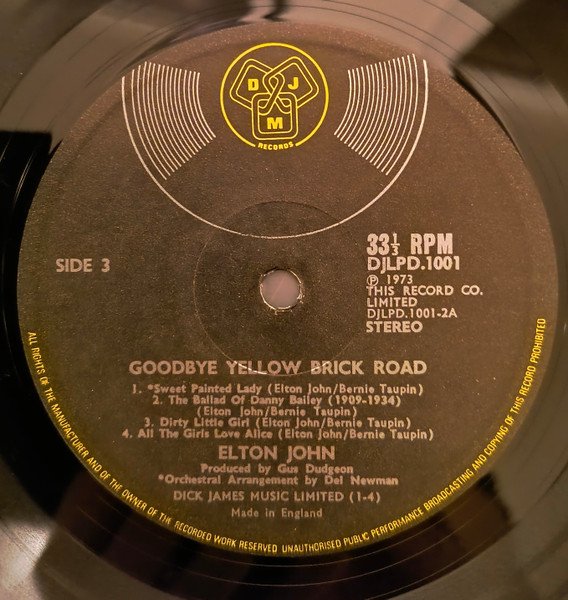 D J
M
RECORDS
SIDE 3
33⅓ RPM
DJLPD.1001
Ⓟ 1973
THIS RECORD CO.
LIMITED
DJLPD.1001-2A
STEREO
GOODBYE YELLOW BRICK ROAD
1. *Sweet Painted Lady (Elton John/Bernie Taupin)
2. The Ballad Of Danny Bailey (1909-1934)
(Elton John/Bernie Taupin)
3. Dirty Little Girl (Elton John/Bernie Taupin)
4. All The Girls Love Alice (Elton John/Bernie Taupin)
ELTON JOHN
Produced by Gus Dudgeon
*Orchestral Arrangement by Del Newman
DICK JAMES MUSIC LIMITED (1-4)
Made in England
ALL RIGHTS OF THE MANUFACTURER AND OF THE OWNER OF THE RECORDED WORK RESERVED UNAUTHORISED PUBLIC PERFORMANCE BROADCASTING AND COPYING OF THIS RECORD PROHIBITED